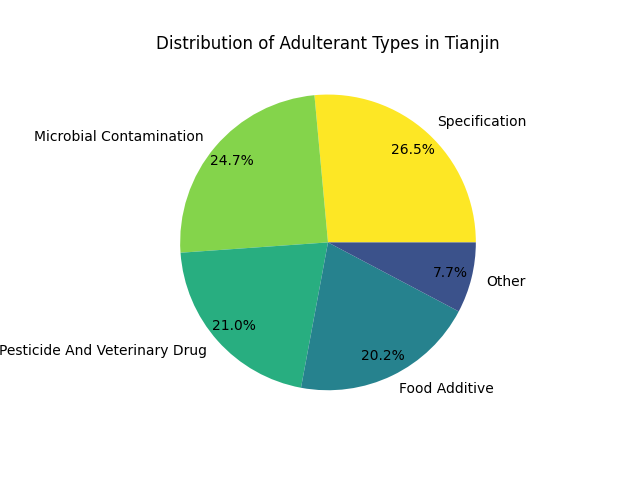 Distribution of Adulterant Types in Tianjin
Specification
26.5%
Microbial Contamination
24.7%
Pesticide And Veterinary Drug
21.0%
Food Additive
20.2%
Other
7.7%